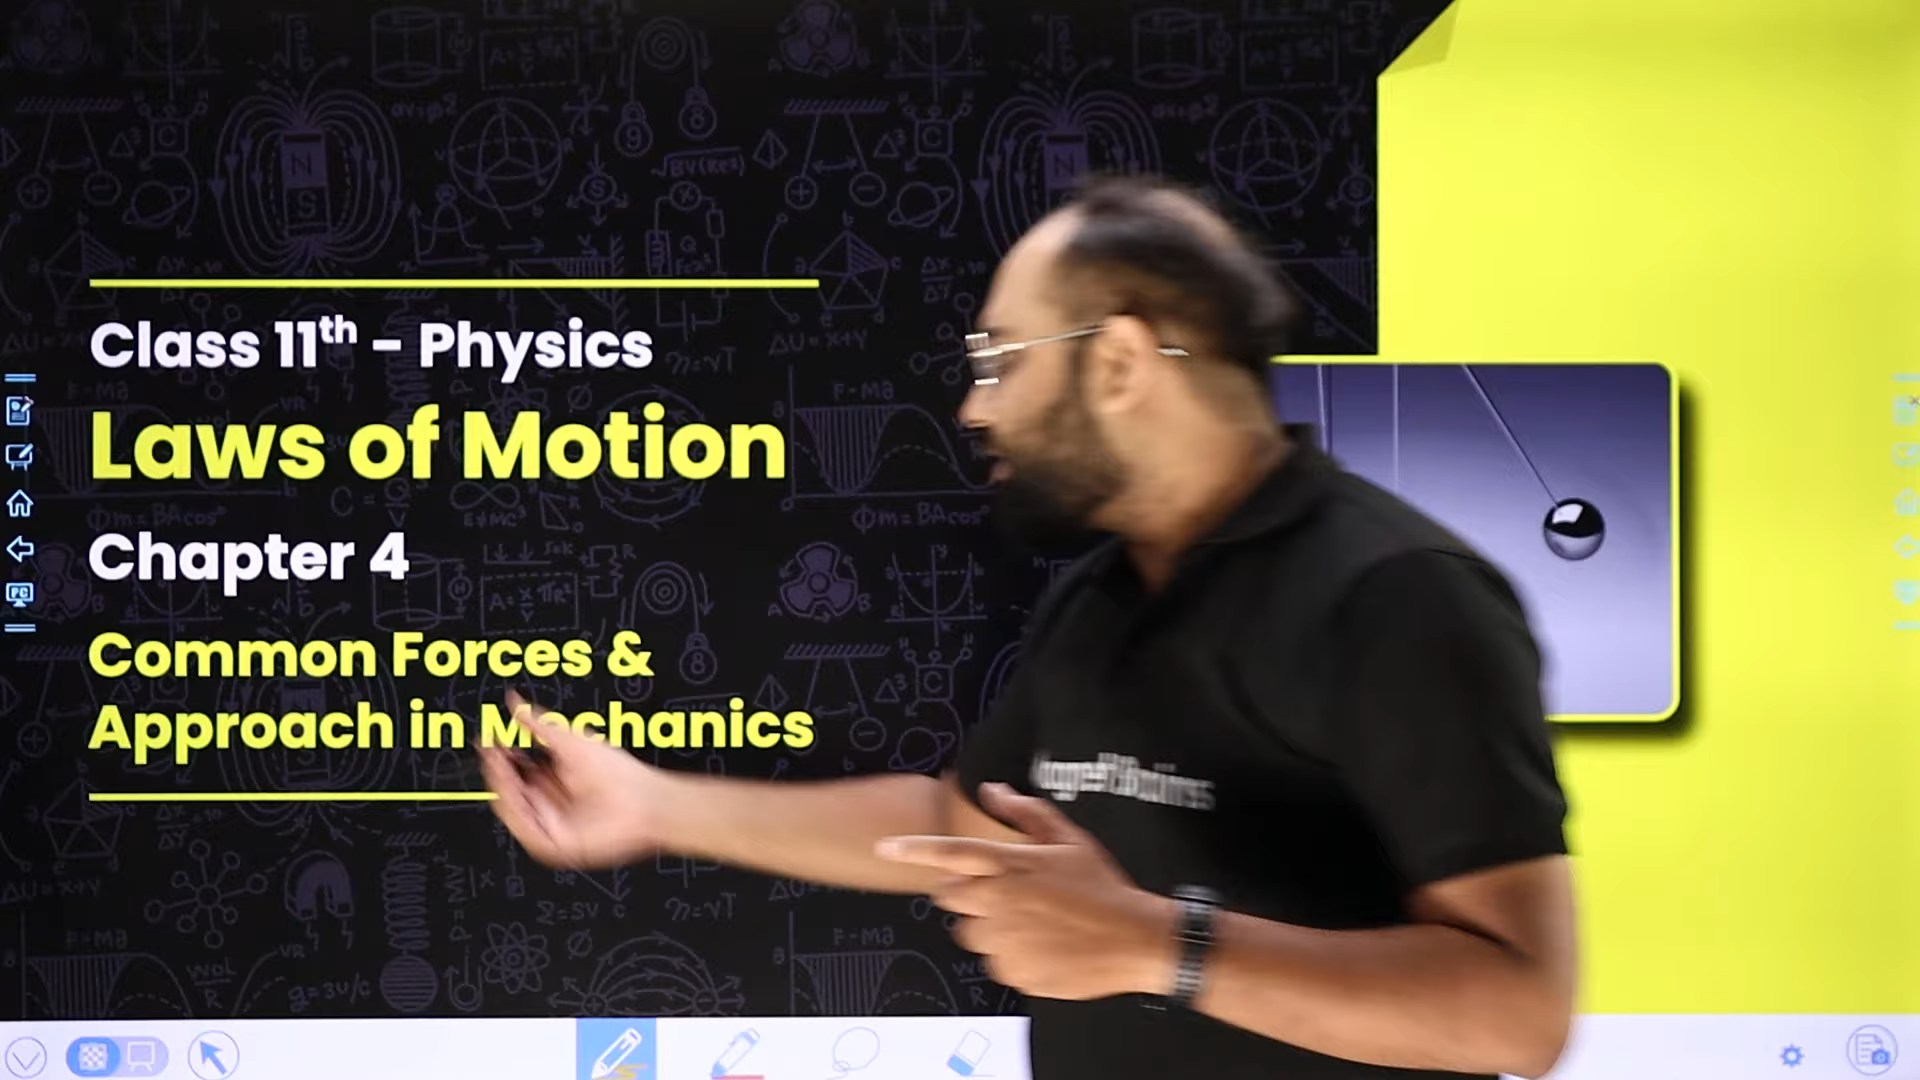 Class 11th - Physics
Laws of Motion
Chapter 4
Common Forces &
Approach in Mechanics